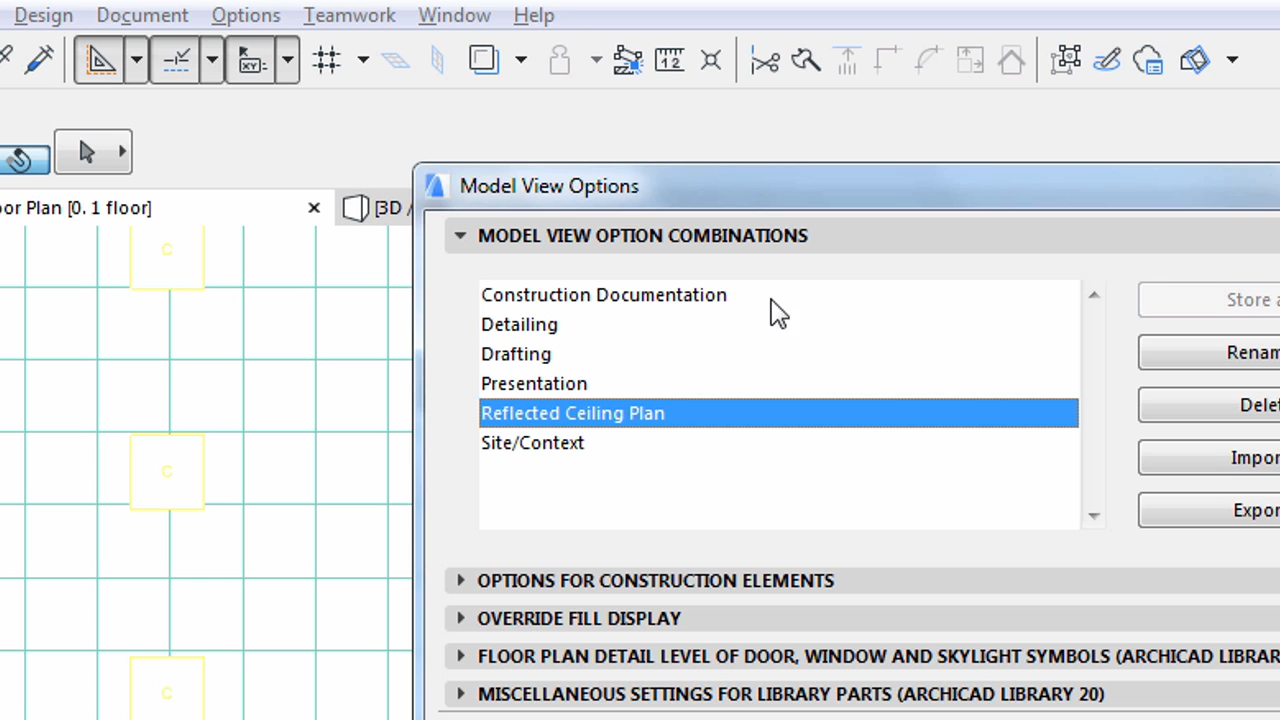 Design Document Options Teamwork Window Help
XY:
12
oor Plan [0. 1 floor]
[3D /
Model View Options
MODEL VIEW OPTION COMBINATIONS
C
Construction Documentation
Store a
Detailing
Drafting
Renam
Presentation
Delet
Reflected Ceiling Plan
Site/Context
Impor
C
Expor
OPTIONS FOR CONSTRUCTION ELEMENTS
OVERRIDE FILL DISPLAY
FLOOR PLAN DETAIL LEVEL OF DOOR, WINDOW AND SKYLIGHT SYMBOLS (ARCHICAD LIBRAR
MISCELLANEOUS SETTINGS FOR LIBRARY PARTS (ARCHICAD LIBRARY 20)
C